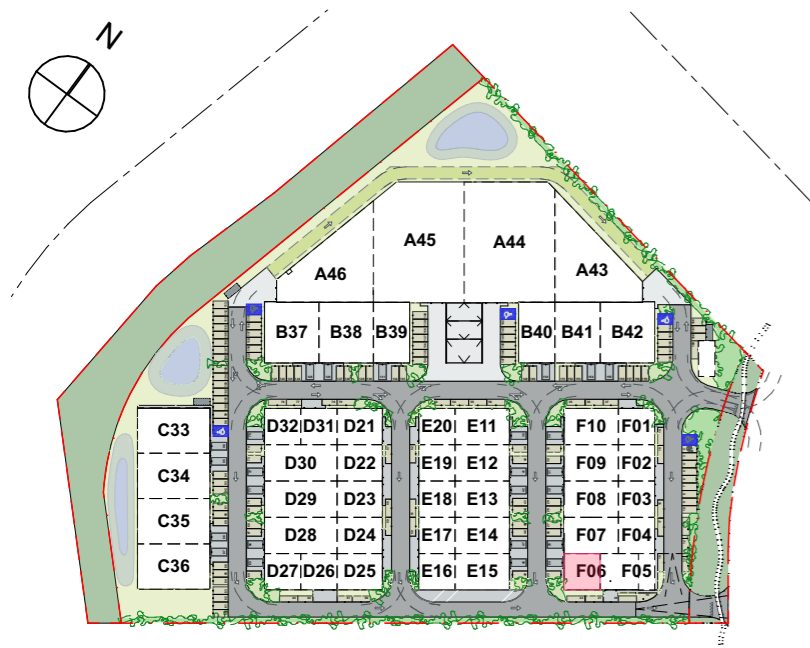 N
A45
A44
A46
A43
B37 B38 B39 B40 B41 B42
C33
C34
C35
C36
D32 D31 D21 E20 E11 F10 F01
D30 D22 E19 E12 F09 F02
D29 D23 E18 E13 F08 F03
D28 D24 E17 E14 F07 F04
D27 D26 D25 E16 E15 F06 F05